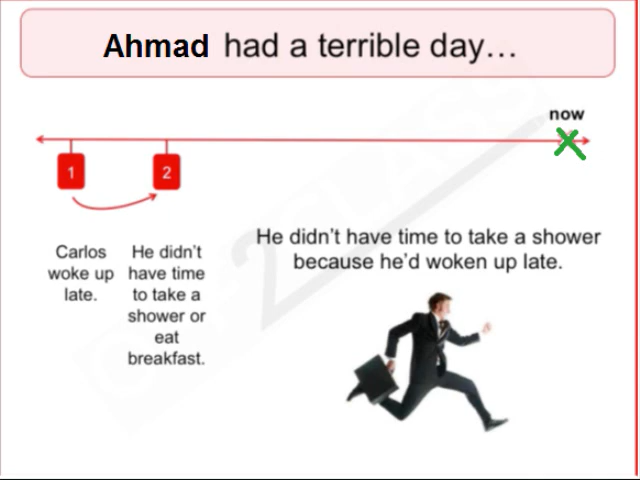 Ahmad had a terrible day…
now
1
2
Carlos
woke up
late.
He didn't
have time
to take a
shower or
eat
breakfast.
He didn't have time to take a shower
because he'd woken up late.